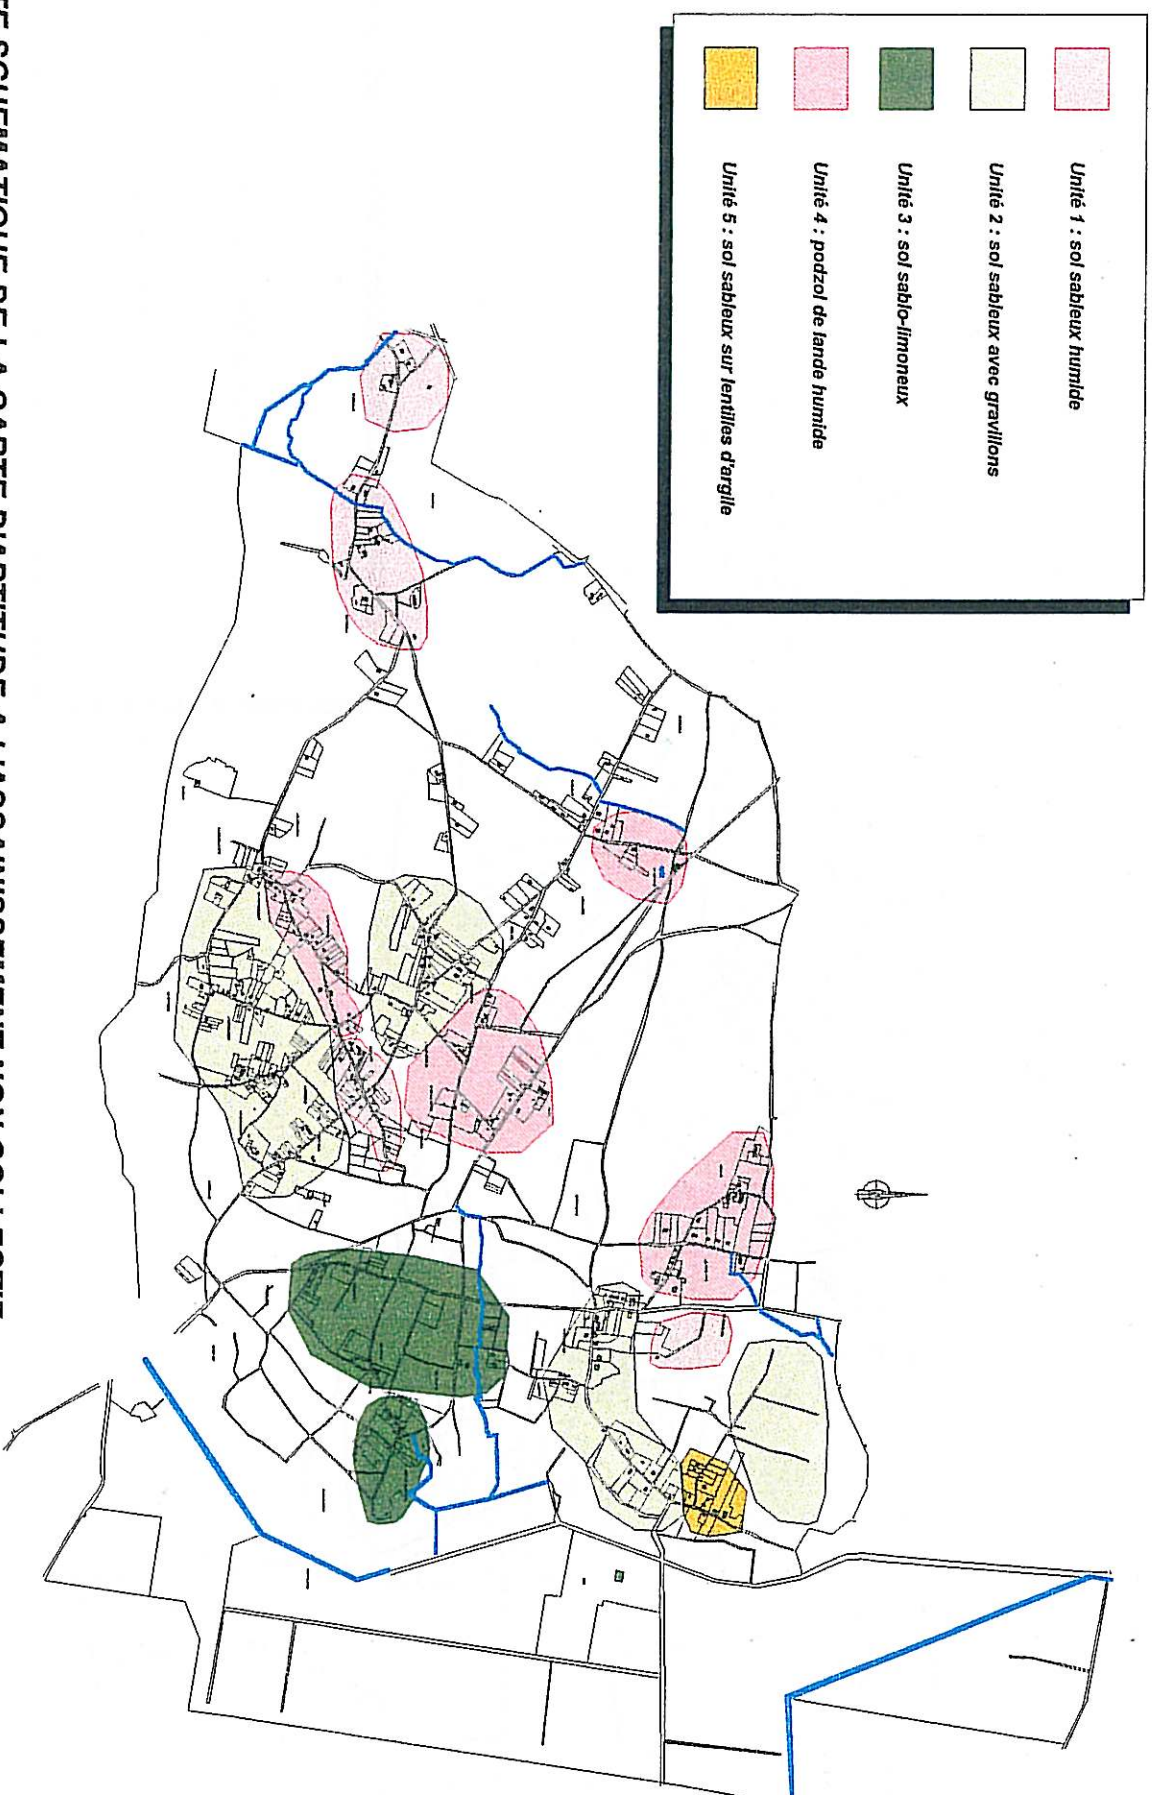 Unité 1 : sol sableux humide
Unité 2 : sol sableux avec gravillons
Unité 3 : sol sablo-limoneux
Unité 4 : podzol de lande humide
Unité 5 : sol sableux sur lentilles d'argile